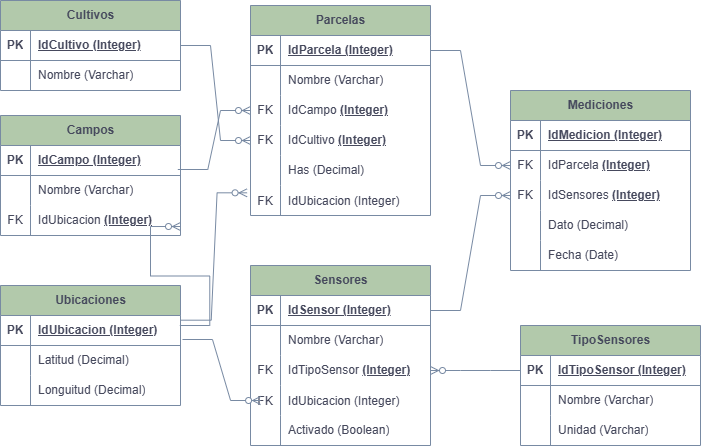 Cultivos
PK IdCultivo (Integer)
Nombre (Varchar)
Campos
PK IdCampo (Integer)
Nombre (Varchar)
FK IdUbicacion (Integer)
Ubicaciones
PK IdUbicacion (Integer)
Latitud (Decimal)
Longuitud (Decimal)
Parcelas
PK IdParcela (Integer)
Nombre (Varchar)
FK IdCampo (Integer)
FK IdCultivo (Integer)
Has (Decimal)
FK IdUbicacion (Integer)
Sensores
PK IdSensor (Integer)
Nombre (Varchar)
FK IdTipoSensor (Integer)
FK IdUbicacion (Integer)
Activado (Boolean)
Mediciones
PK IdMedicion (Integer)
FK IdParcela (Integer)
FK IdSensores (Integer)
Dato (Decimal)
Fecha (Date)
TipoSensores
PK IdTipoSensor (Integer)
Nombre (Varchar)
Unidad (Varchar)